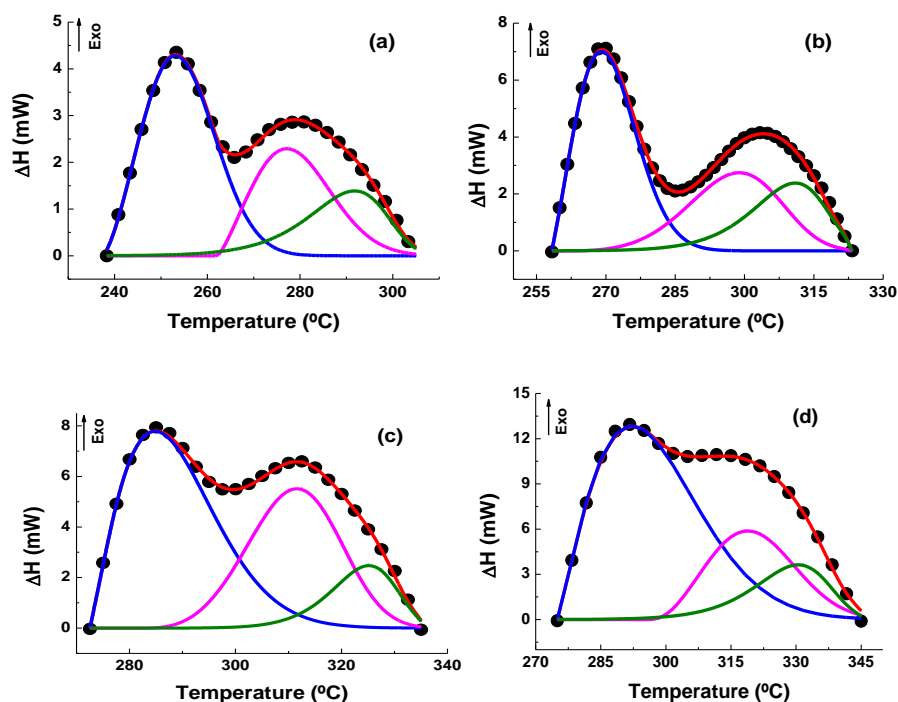 (a)
Exo
ΔH (mW)
5
4
3
2
1
0
240 260 280 300
Temperature (ºC)
(b)
Exo
ΔH (mW)
8
6
4
2
0
255 270 285 300 315 330
Temperature (ºC)
(c)
Exo
ΔH (mW)
8
6
4
2
0
280 300 320 340
Temperature (ºC)
(d)
Exo
ΔH (mW)
15
12
9
6
3
0
270 285 300 315 330 345
Temperature (ºC)